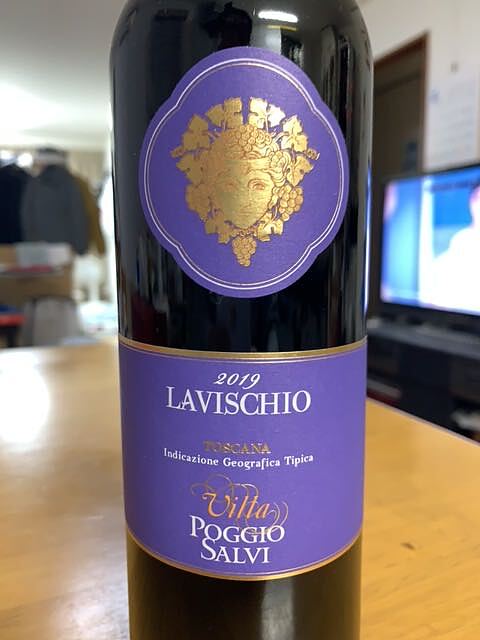 2019
LAVISCHIO
TOSCANA
Indicazione Geografica Tipica
Villa
POGGIO
SALVI